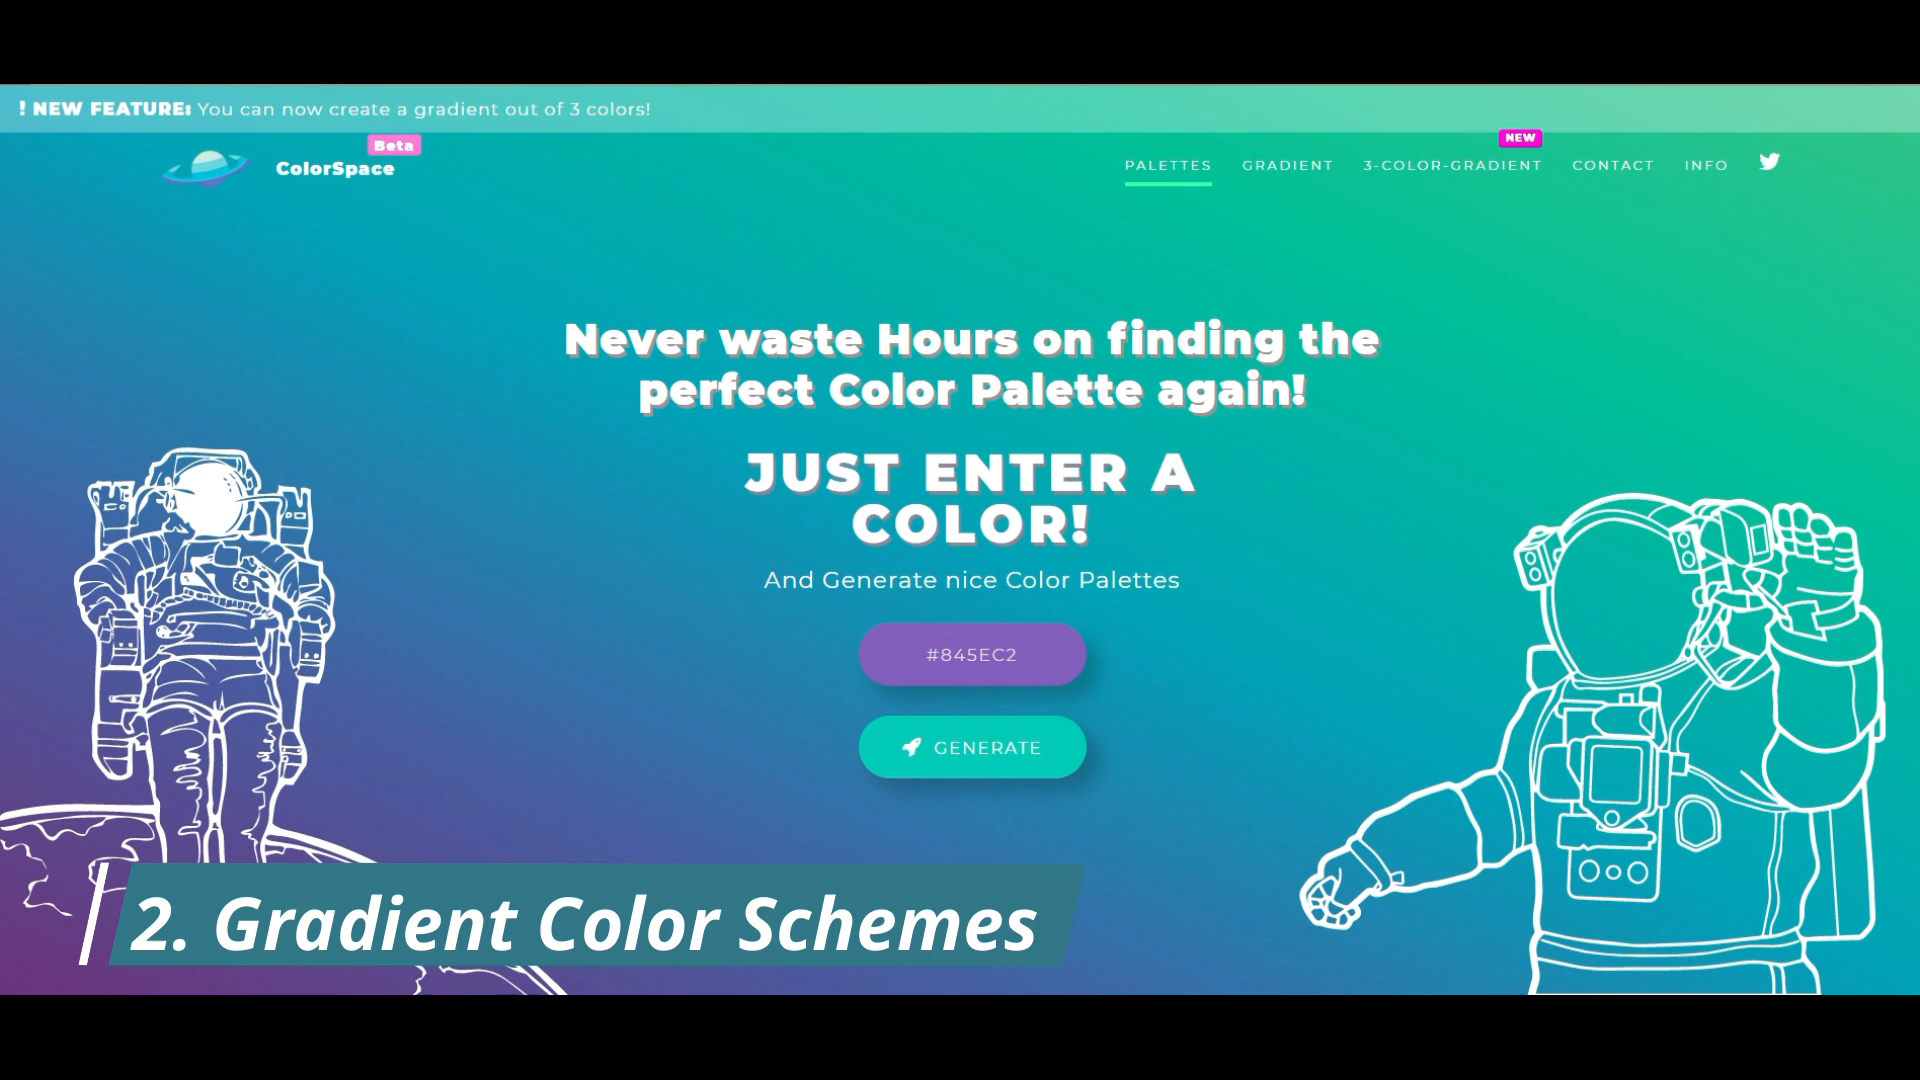 ! NEW FEATURE: You can now create a gradient out of 3 colors!
Beta
ColorSpace
NEW
PALETTES GRADIENT 3-COLOR-GRADIENT CONTACT INFO
Never waste Hours on finding the
perfect Color Palette again!
JUST ENTER A
COLOR!
And Generate nice Color Palettes
#845EC2
GENERATE
2. Gradient Color Schemes